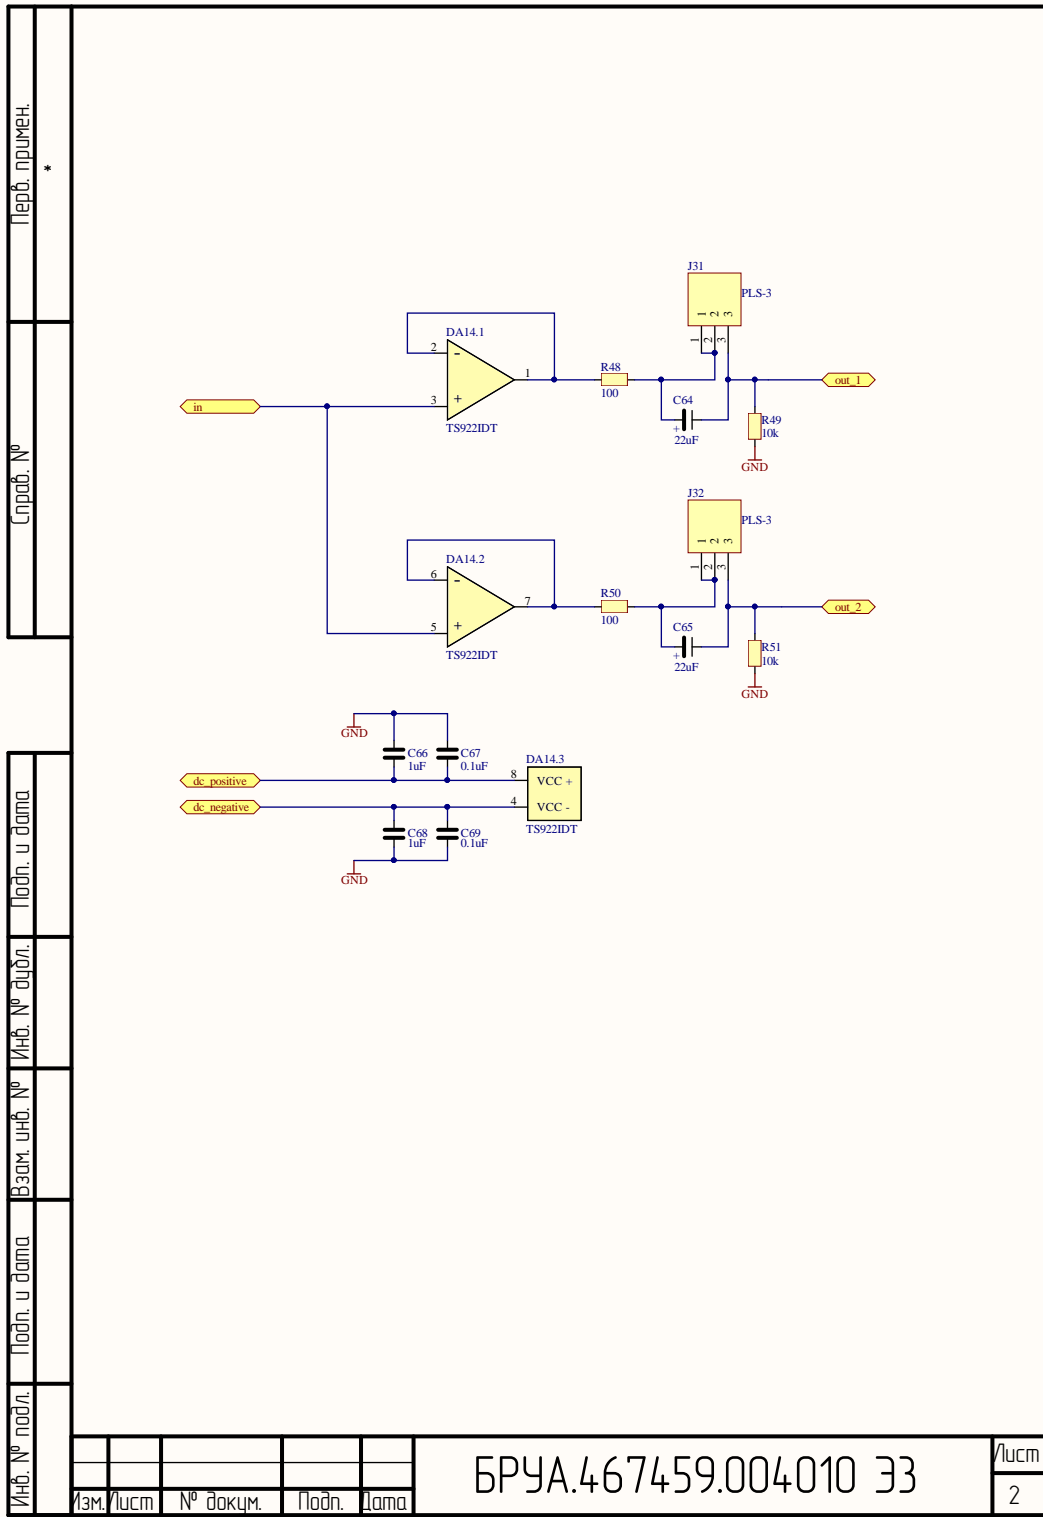 Перв. примен.
*
Справ. №
Подп. и дата
Инв. № дубл.
Взам. инв. №
Подп. и дата
Инв. № подл.
J31
PLS-3
1 2 3
1 2 3
DA14.1
2
-
1
3
+
TS922IDT
R48
100
C64
+
22uF
out_1
R49
10k
GND
in
J32
PLS-3
1 2 3
1 2 3
DA14.2
6
-
7
5
+
TS922IDT
R50
100
C65
+
22uF
out_2
R51
10k
GND
GND
C66
1uF
C67
0.1uF
DA14.3
dc_positive
8
VCC +
dc_negative
4
VCC -
TS922IDT
C68
1uF
C69
0.1uF
GND
Изм.
Лист
№ докум.
Подп.
Дата
БРУА.467459.004010 ЭЗ
Лист
2